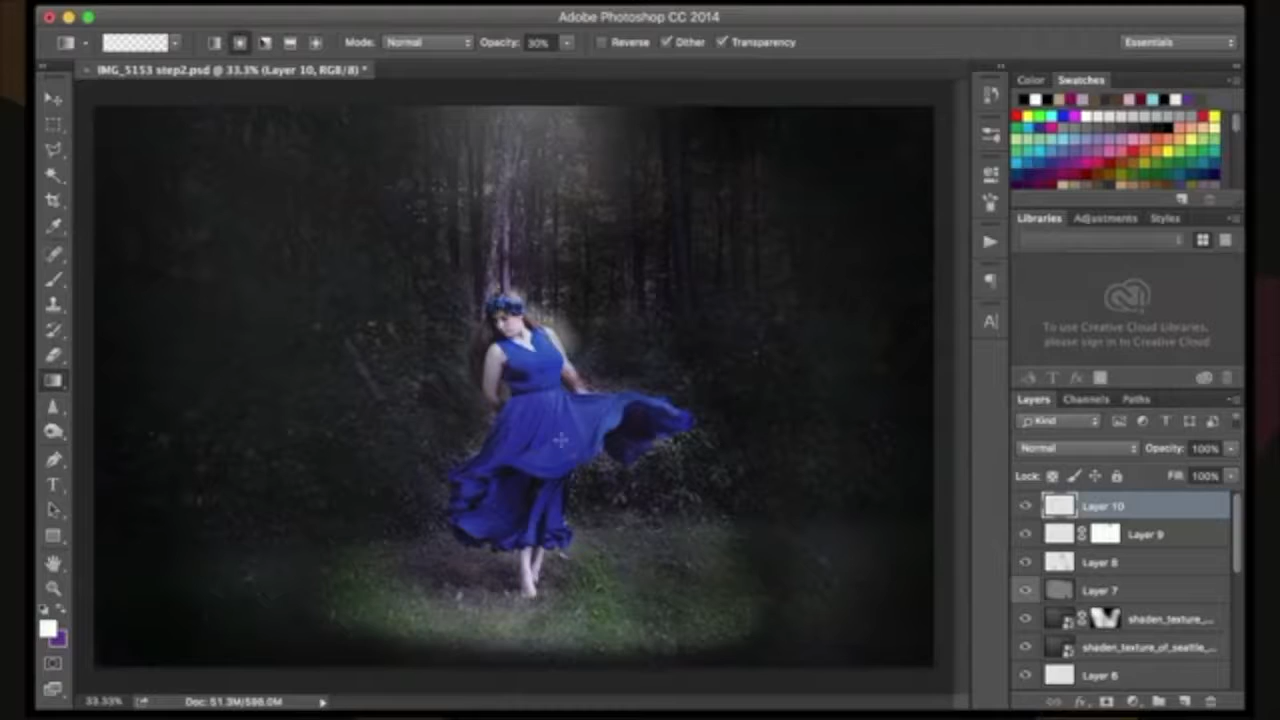 Adobe Photoshop CC 2014
Mode: Normal Opacity: 30% Reverse Dither Transparency Essentials
IMG_5153 step2.psd @ 33.3% (Layer 10, RGB/8) *
Color Swatches
Libraries Adjustments Styles
To use Creative Cloud Libraries,
please sign in to Creative Cloud
Layers Channels Paths
Kind
Normal Opacity: 100%
Lock: Fill: 100%
Layer 10
Layer 9
Layer 8
Layer 7
shaden_texture_...
shaden_texture_of_seattle_...
Layer 6
33.33% Doc: 51.3M/598.0M